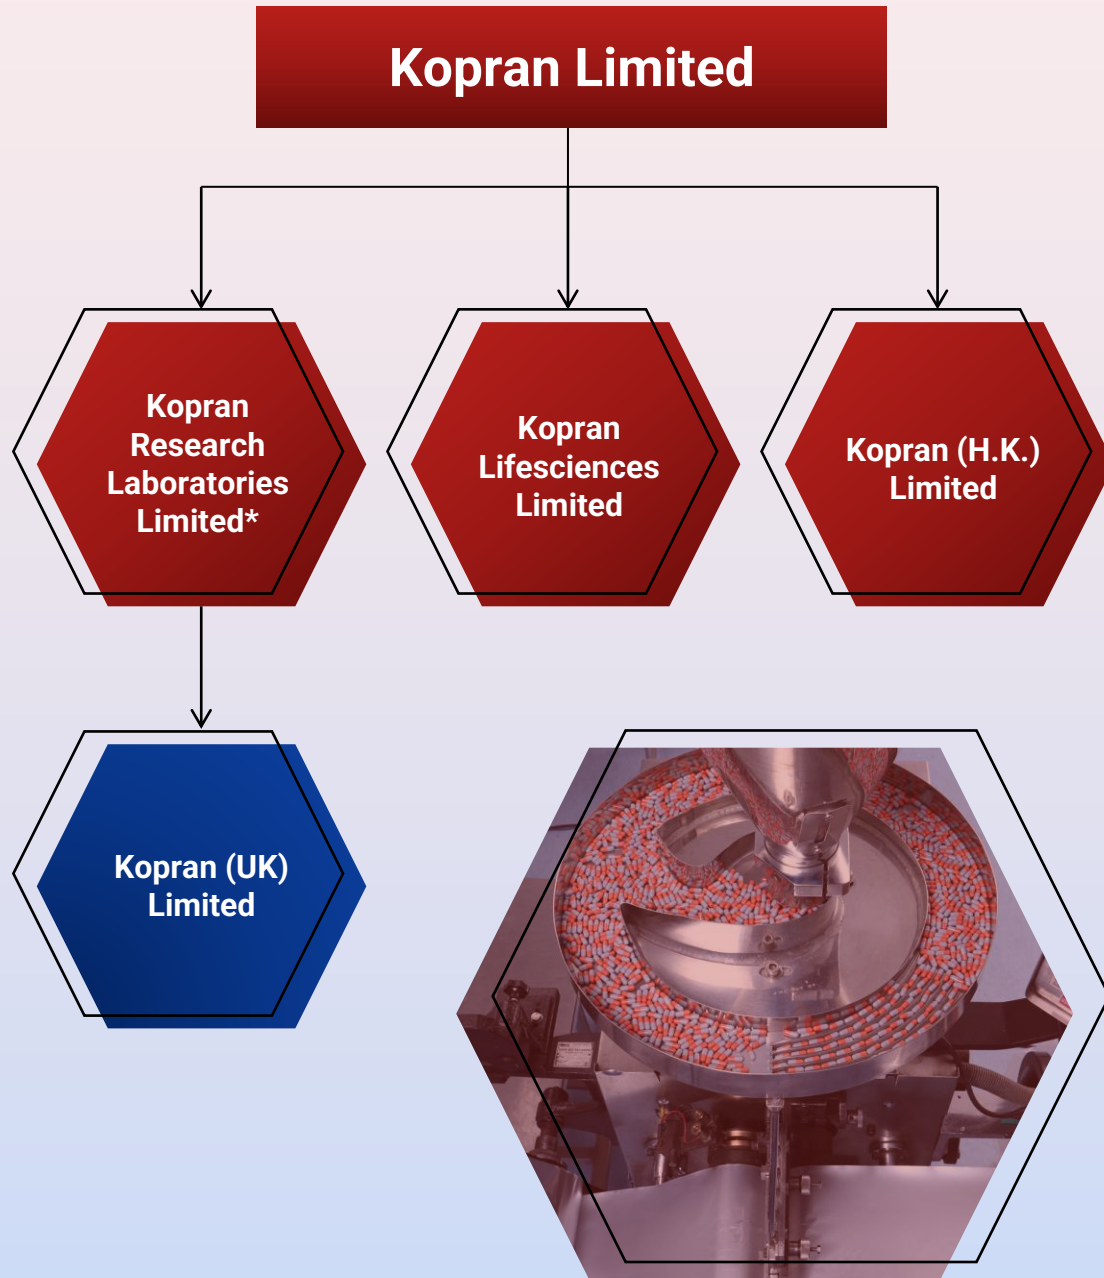 Kopran Limited
Kopran
Research
Laboratories
Limited*
Kopran
Lifesciences
Limited
Kopran (H.K.)
Limited
Kopran (UK)
Limited